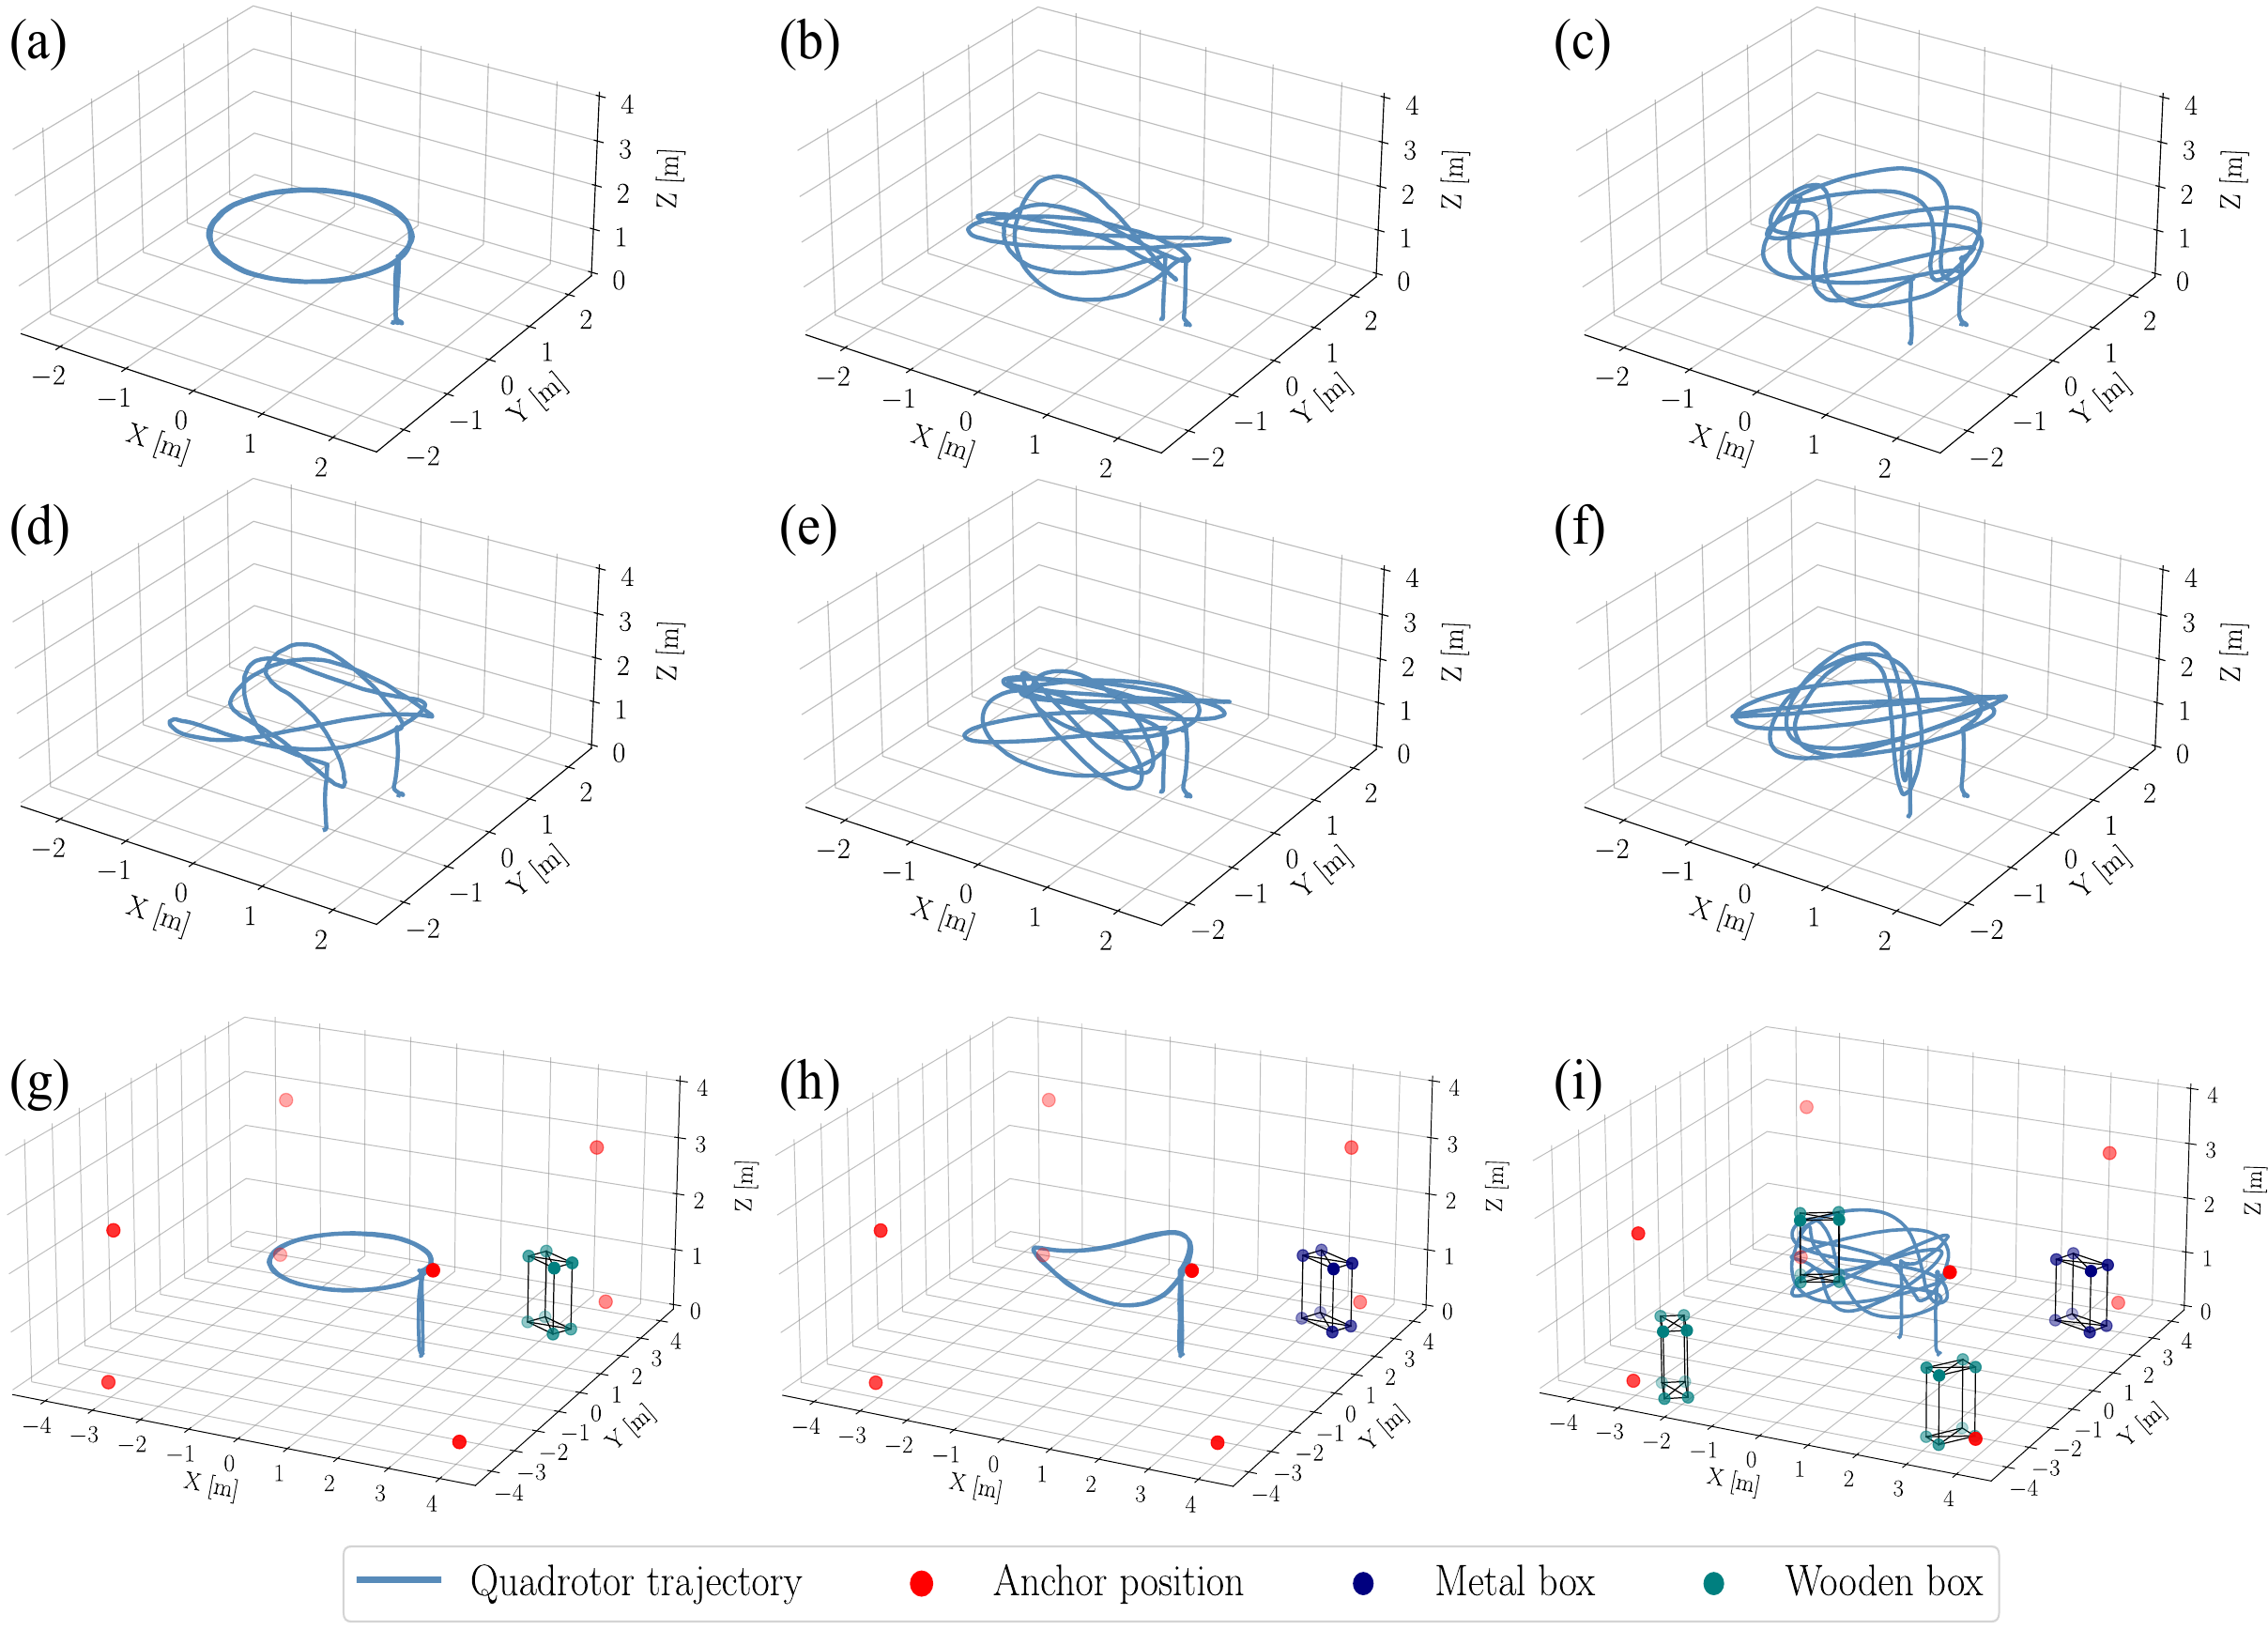 (a) (b) (c)
4 3 2 1 0 Z [m]
−2 −1 0 1 2 X [m]
−2 −1 0 1 2 Y [m]
4 3 2 1 0 Z [m]
−2 −1 0 1 2 X [m]
−2 −1 0 1 2 Y [m]
4 3 2 1 0 Z [m]
−2 −1 0 1 2 X [m]
−2 −1 0 1 2 Y [m]
(d) (e) (f)
4 3 2 1 0 Z [m]
−2 −1 0 1 2 X [m]
−2 −1 0 1 2 Y [m]
4 3 2 1 0 Z [m]
−2 −1 0 1 2 X [m]
−2 −1 0 1 2 Y [m]
4 3 2 1 0 Z [m]
−2 −1 0 1 2 X [m]
−2 −1 0 1 2 Y [m]
(g) (h) (i)
4 3 2 1 0 Z [m]
−4 −3 −2 −1 0 1 2 3 4 X [m]
−4 −3 −2 −1 0 1 2 3 4 Y [m]
4 3 2 1 0 Z [m]
−4 −3 −2 −1 0 1 2 3 4 X [m]
−4 −3 −2 −1 0 1 2 3 4 Y [m]
4 3 2 1 0 Z [m]
−4 −3 −2 −1 0 1 2 3 4 X [m]
−4 −3 −2 −1 0 1 2 3 4 Y [m]
Quadrotor trajectory Anchor position Metal box Wooden box